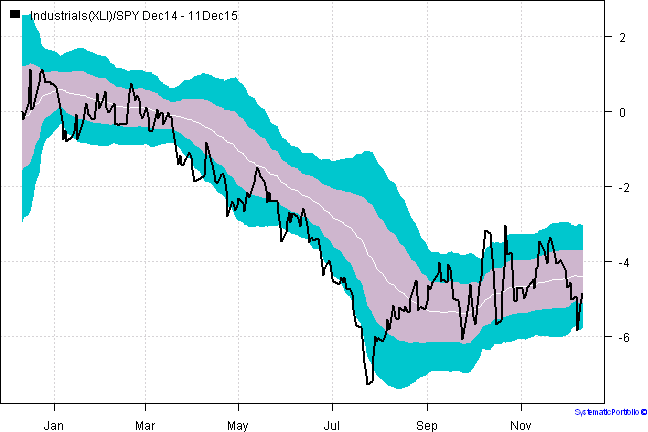 Industrials(XLI)/SPY Dec14 - 11Dec15
2
0
-2
-4
-6
Jan Mar May Jul Sep Nov
SystematicPortfolio ©